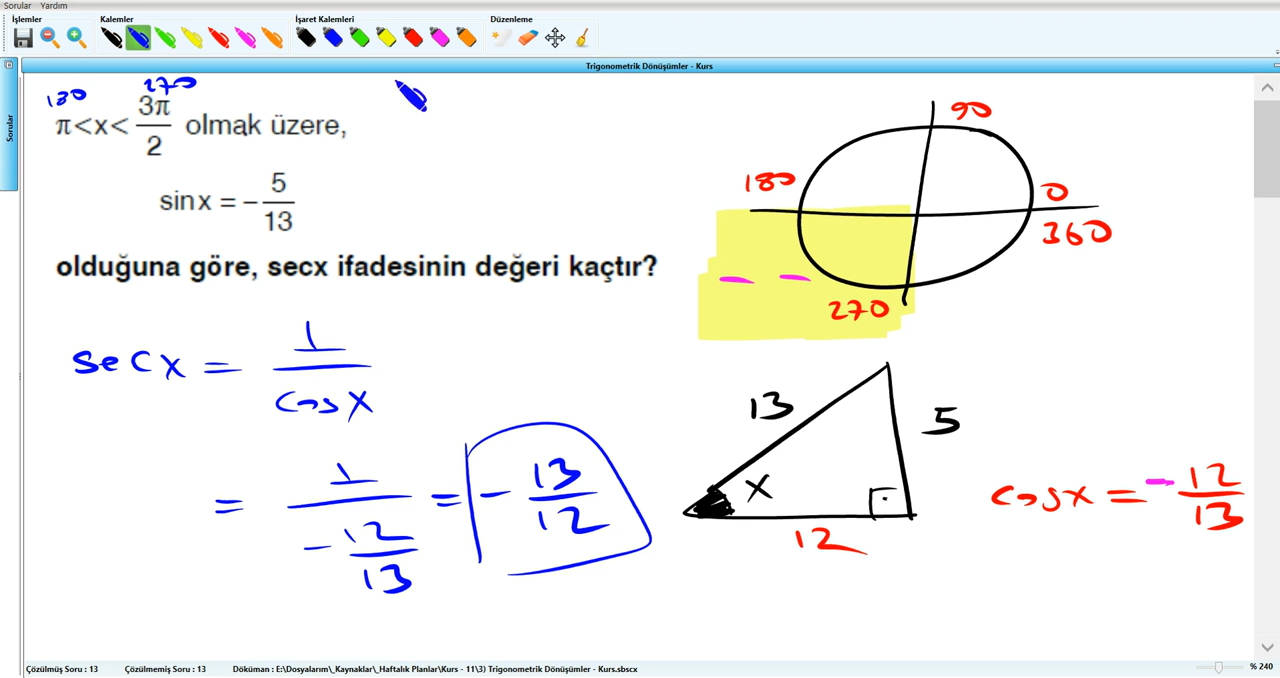 Sorular Yardım
İşlemler Kalemler İşaret Kalemleri Düzenleme
Trigonometrik Dönüşümler - Kurs
Sorular
180 270
π<x< 3π/2 olmak üzere,
sinx = - 5/13
olduğuna göre, secx ifadesinin değeri kaçtır?
secx = 1/cosx
= 1/(-12/13) = -13/12
90
180
0
360
- -
270
13
5
x
12
cosx = -12/13
Çözülmüş Soru : 13 Çözülmemiş Soru : 13 Döküman : E:\Dosyalarım\_Kaynaklar\_Haftalık Planlar\Kurs - 11\3) Trigonometrik Dönüşümler - Kurs.sbscx % 240